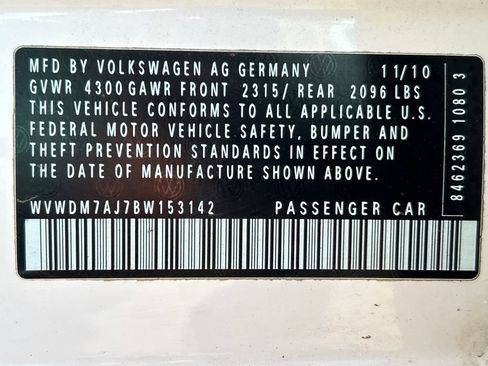 MFD BY VOLKSWAGEN AG GERMANY 11/10
GVWR 4300 GAWR FRONT 2315/ REAR 2096 LBS
THIS VEHICLE CONFORMS TO ALL APPLICABLE U.S.
FEDERAL MOTOR VEHICLE SAFETY, BUMPER AND
THEFT PREVENTION STANDARDS IN EFFECT ON
THE DATE OF MANUFACTURE SHOWN ABOVE.
WVWDM7AJ7BW153142 PASSENGER CAR
8462369 1080 3